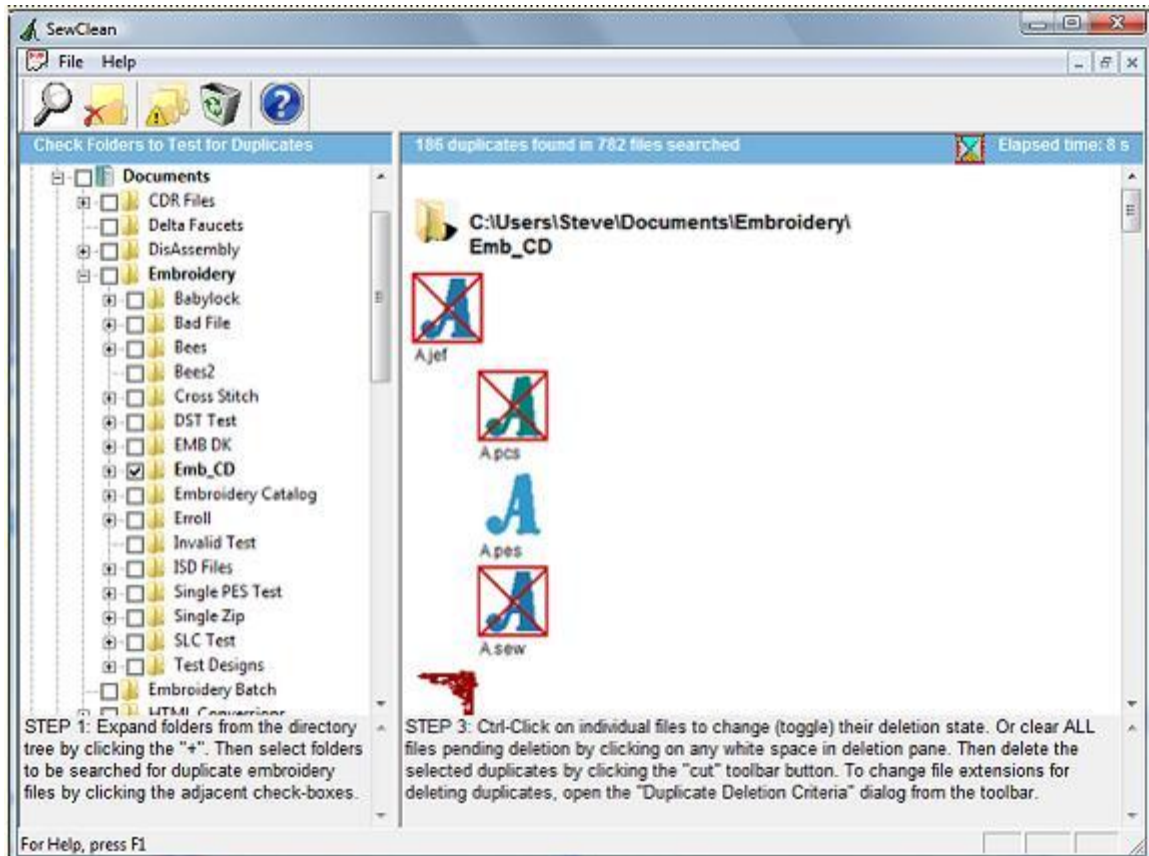 SewClean
File Help
Check Folders to Test for Duplicates
Documents
CDR Files
Delta Faucets
DisAssembly
Embroidery
Babylock
Bad File
Bees
Bees2
Cross Stitch
DST Test
EMB DK
Emb_CD
Embroidery Catalog
Erroll
Invalid Test
ISD Files
Single PES Test
Single Zip
SLC Test
Test Designs
Embroidery Batch
HTML Conversions
STEP 1: Expand folders from the directory
tree by clicking the "+". Then select folders
to be searched for duplicate embroidery
files by clicking the adjacent check-boxes.
186 duplicates found in 782 files searched
Elapsed time: 8 s
C:\Users\Steve\Documents\Embroidery\
Emb_CD
A.jef
A.pcs
A.pes
A.sew
STEP 3: Ctrl-Click on individual files to change (toggle) their deletion state. Or clear ALL
files pending deletion by clicking on any white space in deletion pane. Then delete the
selected duplicates by clicking the "cut" toolbar button. To change file extensions for
deleting duplicates, open the "Duplicate Deletion Criteria" dialog from the toolbar.
For Help, press F1